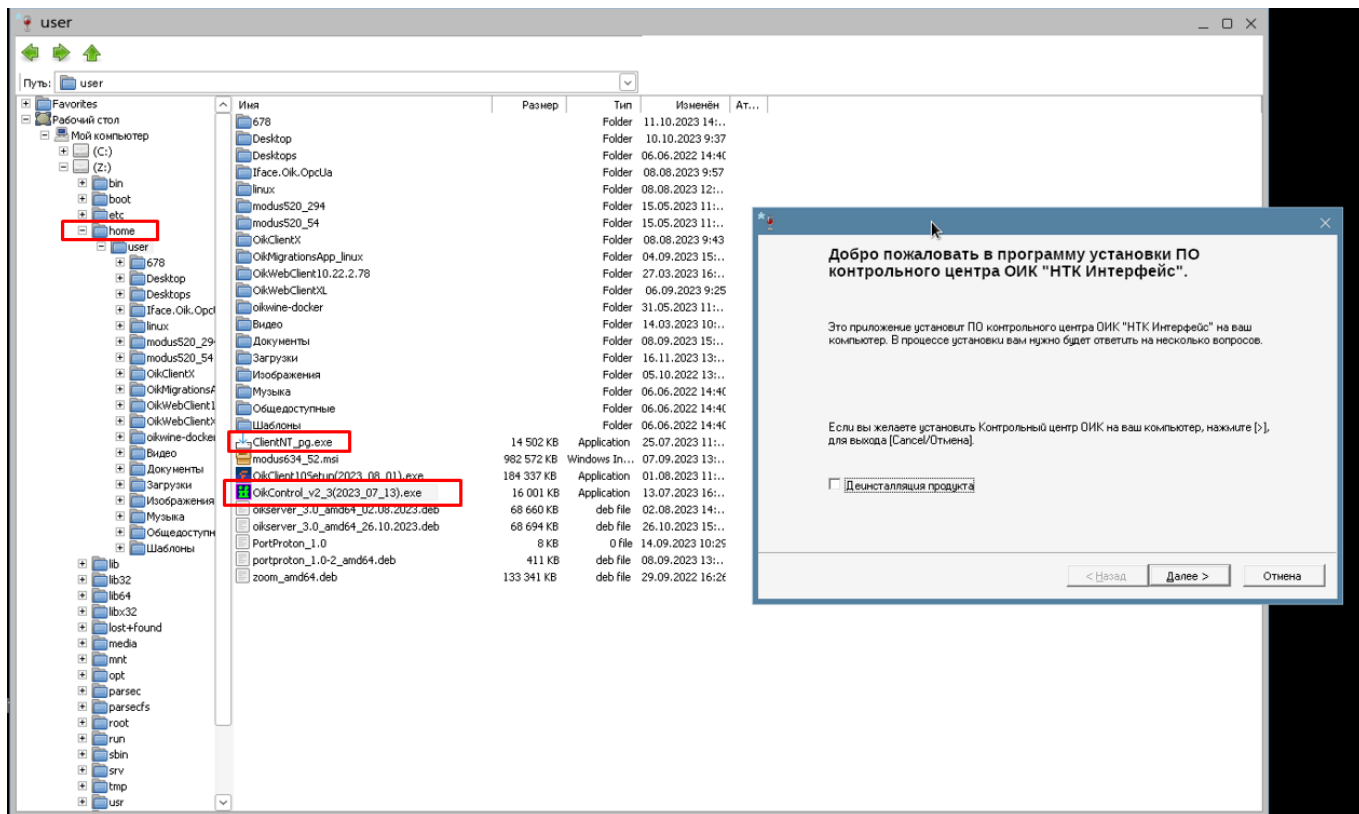 user
Путь: user
Favorites
Рабочий стол
Мой компьютер
(C:)
(Z:)
bin
boot
etc
home
user
678
Desktop
Desktops
Iface.Oik.Opcl
linux
modus520_29
modus520_54
OikClientX
OikMigrationsA
OikWebClient1
OikWebClientX
oikwine-docker
Видео
Документы
Загрузки
Изображения
Музыка
Общедоступн
Шаблоны
lib
lib32
lib64
libx32
lost+found
media
mnt
opt
parsec
parsecfs
root
run
sbin
srv
tmp
usr
Имя Размер Тип Изменён Ат...
678 Folder 11.10.2023 14:..
Desktop Folder 10.10.2023 9:37
Desktops Folder 06.06.2022 14:40
Iface.Oik.OpcUa Folder 08.08.2023 9:57
linux Folder 08.08.2023 12:..
modus520_294 Folder 15.05.2023 11:..
modus520_54 Folder 15.05.2023 11:..
OikClientX Folder 08.08.2023 9:43
OikMigrationsApp_linux Folder 04.09.2023 15:..
OikWebClient10.22.2.78 Folder 27.03.2023 16:..
OikWebClientXL Folder 06.09.2023 9:25
oikwine-docker Folder 31.05.2023 11:..
Видео Folder 14.03.2023 10:..
Документы Folder 08.09.2023 15:..
Загрузки Folder 16.11.2023 13:..
Изображения Folder 05.10.2022 13:..
Музыка Folder 06.06.2022 14:40
Общедоступные Folder 06.06.2022 14:40
Шаблоны Folder 06.06.2022 14:40
ClientNT_pg.exe 14 502 KB Application 25.07.2023 11:..
modus634_52.msi 982 572 KB Windows In... 07.09.2023 13:..
OikClient10Setup(2023_08_01).exe 184 337 KB Application 01.08.2023 11:..
OikControl_v2_3(2023_07_13).exe 16 001 KB Application 13.07.2023 16:..
oikserver_3.0_amd64_02.08.2023.deb 68 660 KB deb file 02.08.2023 14:..
oikserver_3.0_amd64_26.10.2023.deb 68 694 KB deb file 26.10.2023 15:..
PortProton_1.0 8 KB 0 file 14.09.2023 10:29
portproton_1.0-2_amd64.deb 411 KB deb file 08.09.2023 13:..
zoom_amd64.deb 133 341 KB deb file 29.09.2022 16:26
Добро пожаловать в программу установки ПО
контрольного центра ОИК "НТК Интерфейс".
Это приложение установит ПО контрольного центра ОИК "НТК Интерфейс" на ваш
компьютер. В процессе установки вам нужно будет ответить на несколько вопросов.
Если вы желаете установить Контрольный центр ОИК на ваш компьютер, нажмите [>],
для выхода [Cancel/Отмена].
Деинсталляция продукта
< Назад Далее > Отмена